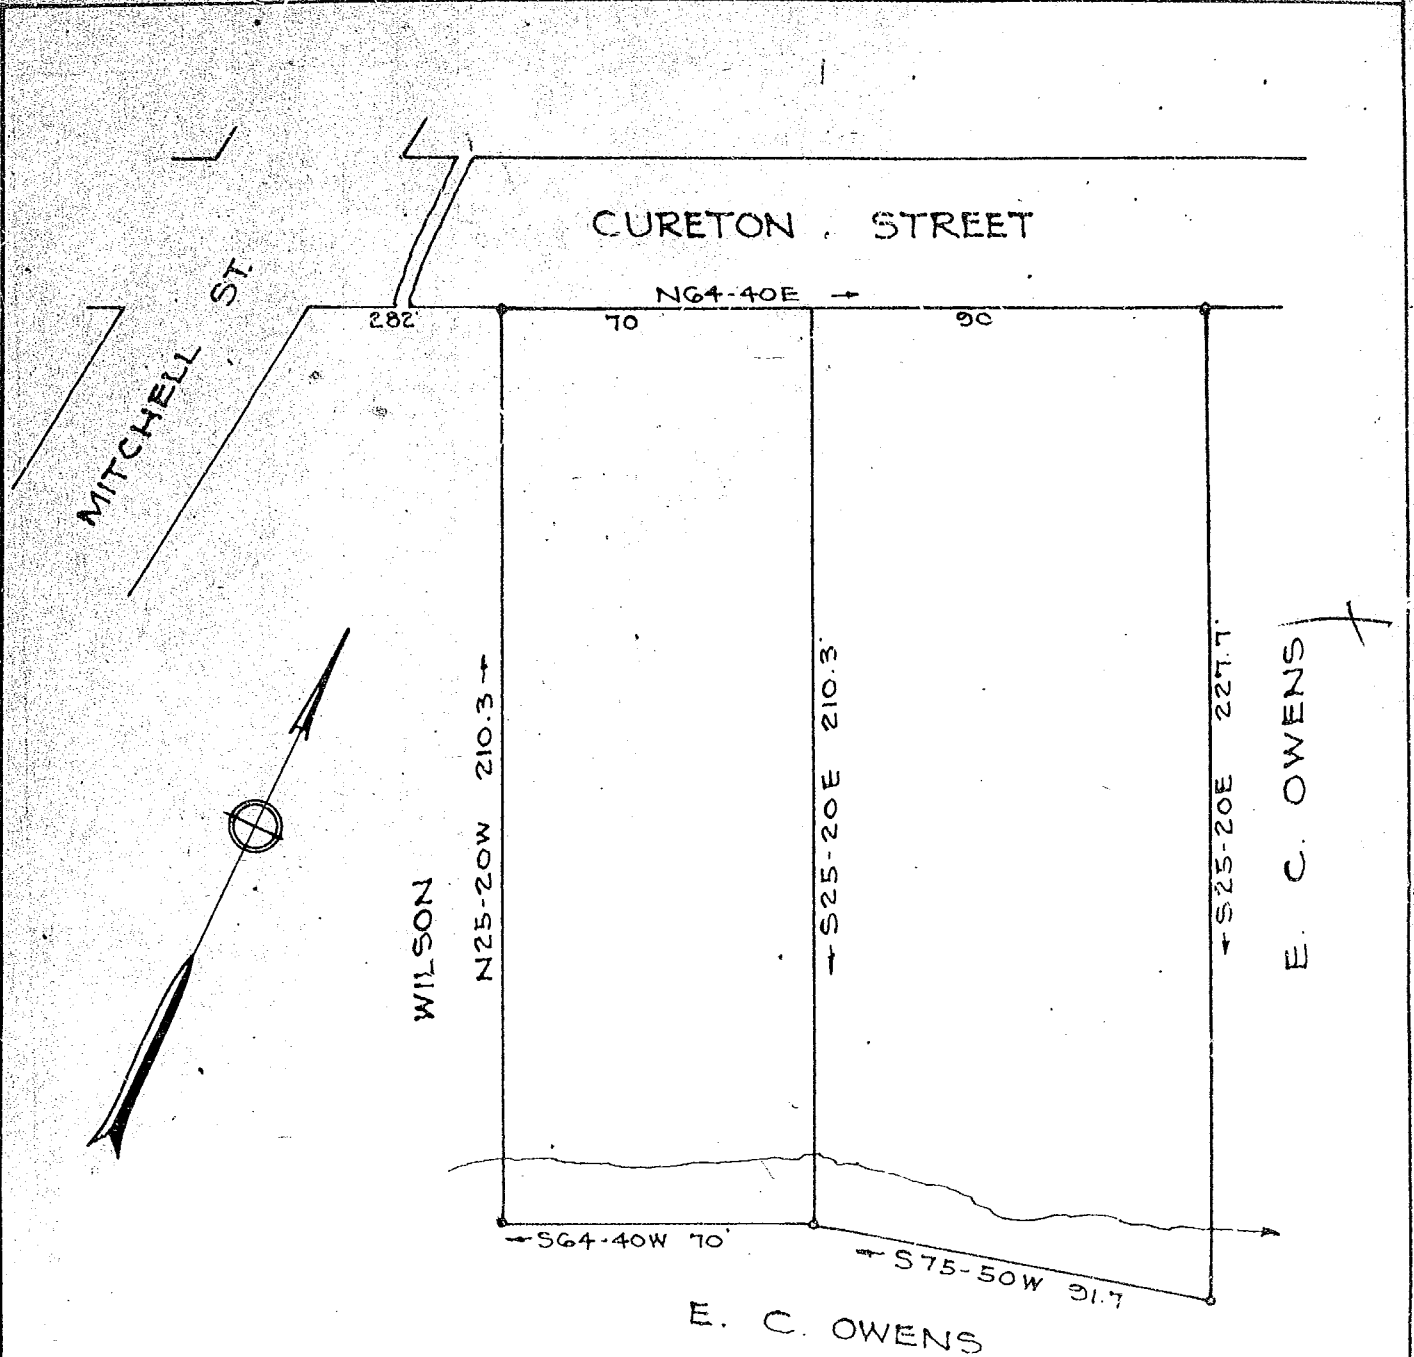 CURETON STREET
MITCHELL ST.
N64-40E
282
70
90
WILSON
N25-20W 210.3
S25-20E 210.3'
S25-20E 227.7'
E. C. OWENS
S64-40W 70'
S75-50W 91.7
E. C. OWENS